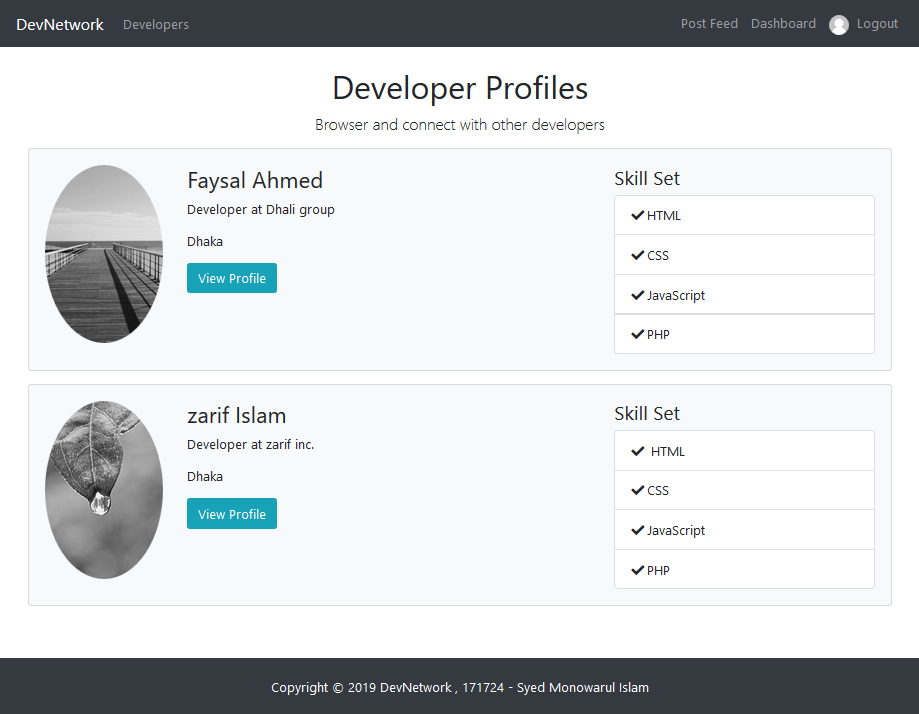 DevNetwork Developers Post Feed Dashboard Logout
Developer Profiles
Browser and connect with other developers
Faysal Ahmed
Developer at Dhali group
Dhaka
View Profile
Skill Set
HTML
CSS
JavaScript
PHP
zarif Islam
Developer at zarif inc.
Dhaka
View Profile
Skill Set
HTML
CSS
JavaScript
PHP
Copyright © 2019 DevNetwork , 171724 - Syed Monowarul Islam